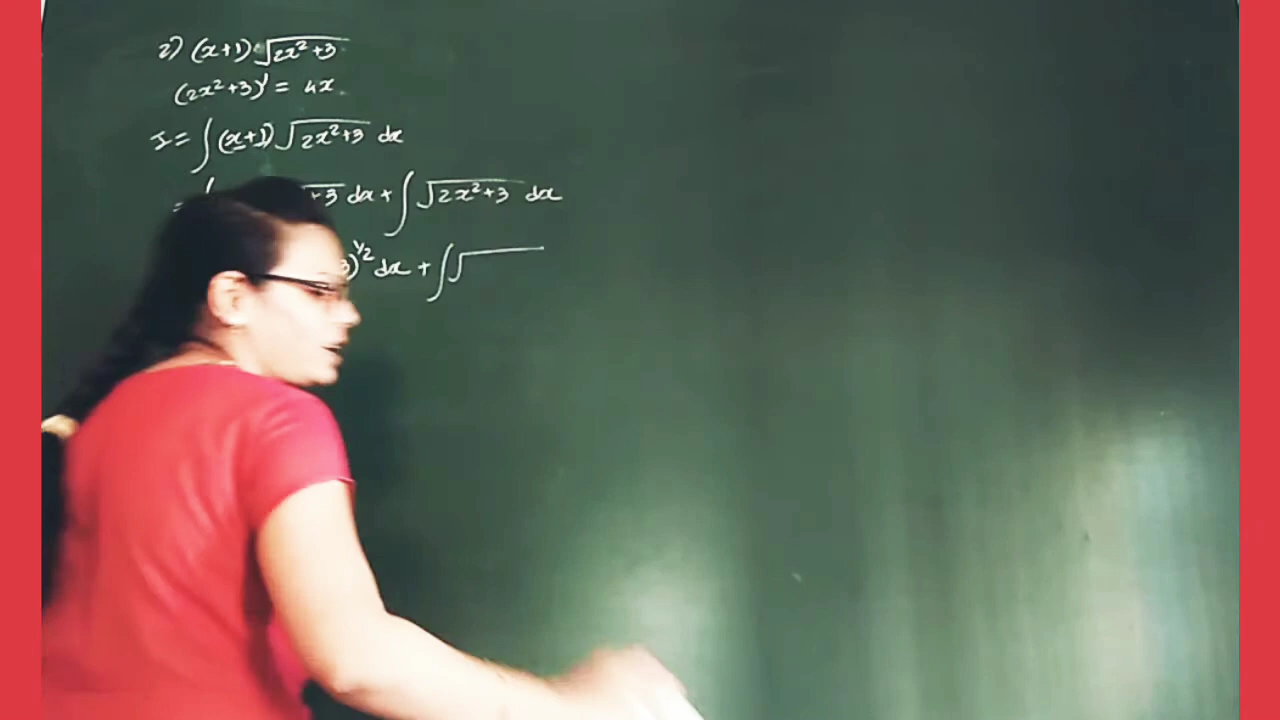 2) (x+1) √(2x²+3)
(2x²+3)' = 4x
I = ∫ (x+1) √(2x²+3) dx
= +3 dx + ∫ √(2x²+3) dx
3)^½ dx + ∫ √